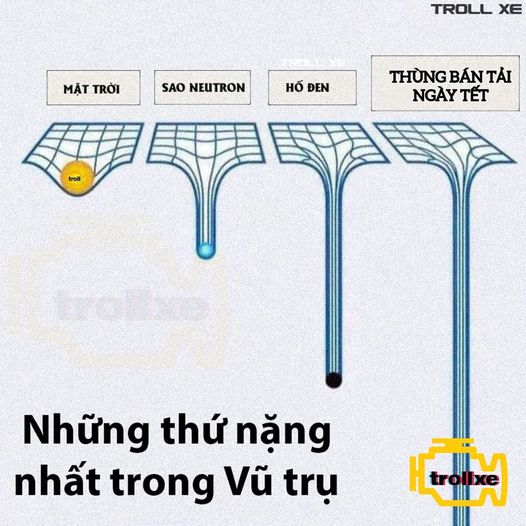 TROLL XE
TROLL XE
MẶT TRỜI
SAO NEUTRON
HỐ ĐEN
THÙNG BÁN TẢI
NGÀY TẾT
troll
trollxe
Những thứ nặng
nhất trong Vũ trụ
trollxe